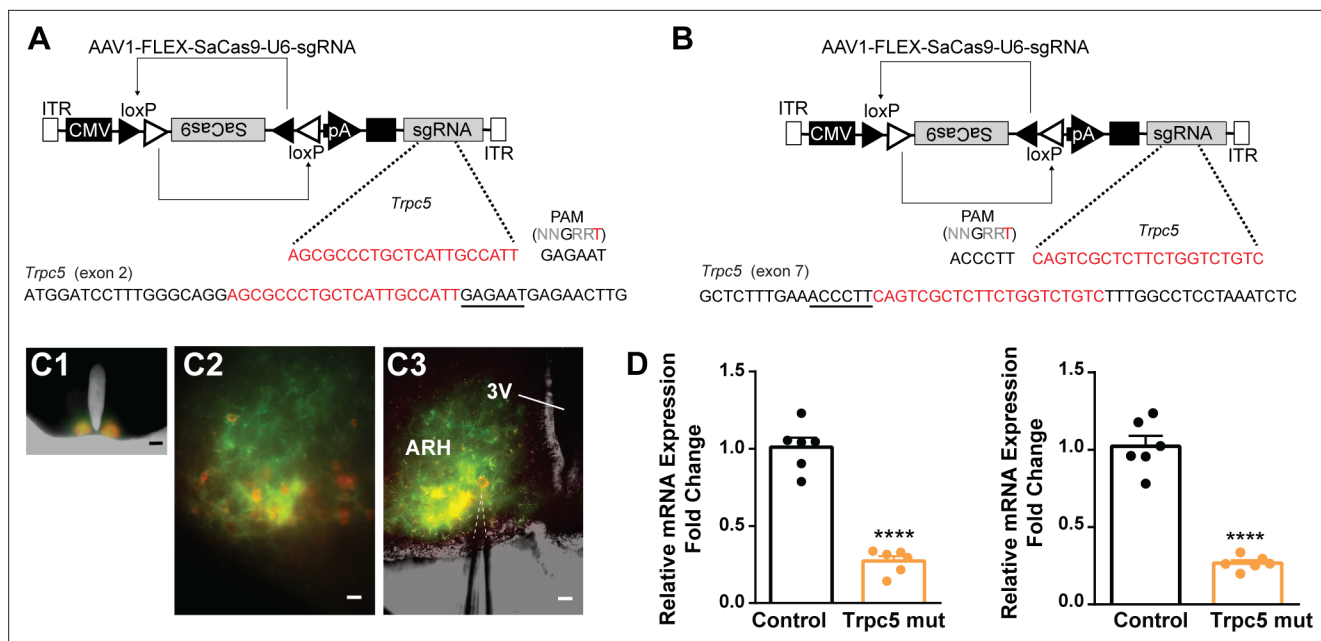 A
AAV1-FLEX-SaCas9-U6-sgRNA
ITR
loxP
CMV
SaCas9
pA
sgRNA
loxP
ITR
Trpc5
PAM
(NNGRRT)
AGCGCCCTGCTCATTGCCATT
GAGAAT
Trpc5 (exon 2)
ATGGATCCTTTGGGCAGGAGCGCCCTGCTCATTGCCATTGAGAATGAGAACTTG
B
AAV1-FLEX-SaCas9-U6-sgRNA
ITR
loxP
CMV
SaCas9
pA
sgRNA
loxP
ITR
PAM
(NNGRRT)
Trpc5
ACCCTT
CAGTCGCTCTTCTGGTCTGTC
Trpc5 (exon 7)
GCTCTTTGAAACCCTTCAGTCGCTCTTCTGGTCTGTCTTTGGCCTCCTAAATCTC
C1
C2
C3
3V
ARH
D
Relative mRNA Expression
Fold Change
1.5
1.0
0.5
0.0
****
Control
Trpc5 mut
Relative mRNA Expression
Fold Change
1.5
1.0
0.5
0.0
****
Control
Trpc5 mut